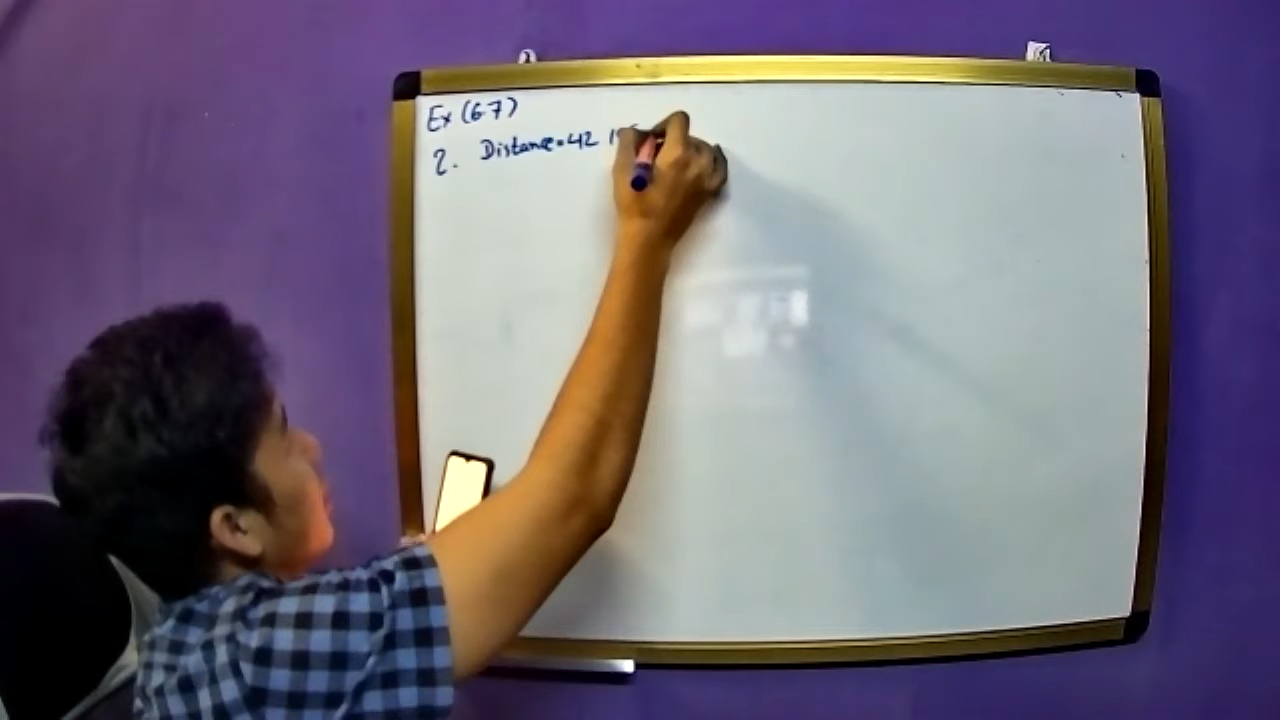 Ex (6.7)
2. Distance = 42